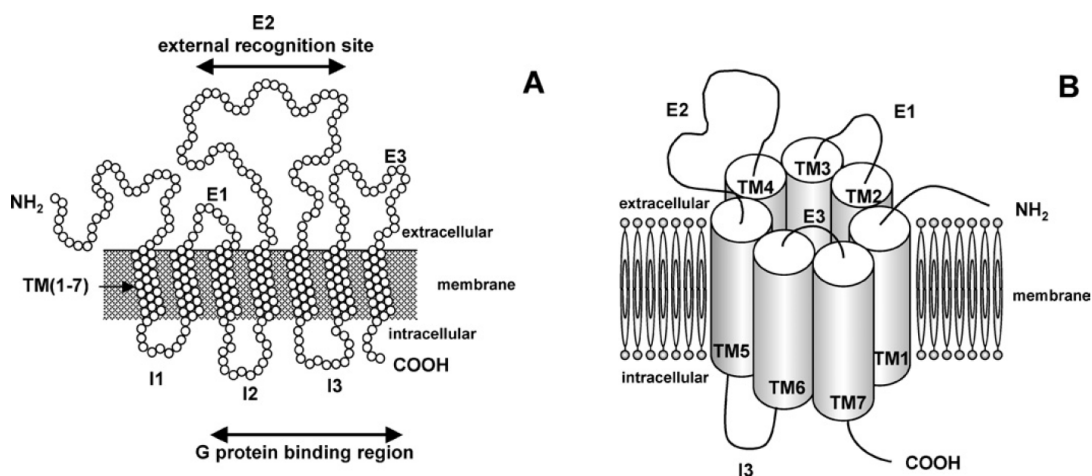 E2
external recognition site
A
E1
E3
NH2
extracellular
TM(1-7)
membrane
intracellular
I1
I2
I3
COOH
G protein binding region
B
E2
E1
TM3
TM4
TM2
extracellular
E3
NH2
membrane
TM5
TM1
intracellular
TM6
TM7
I3
COOH